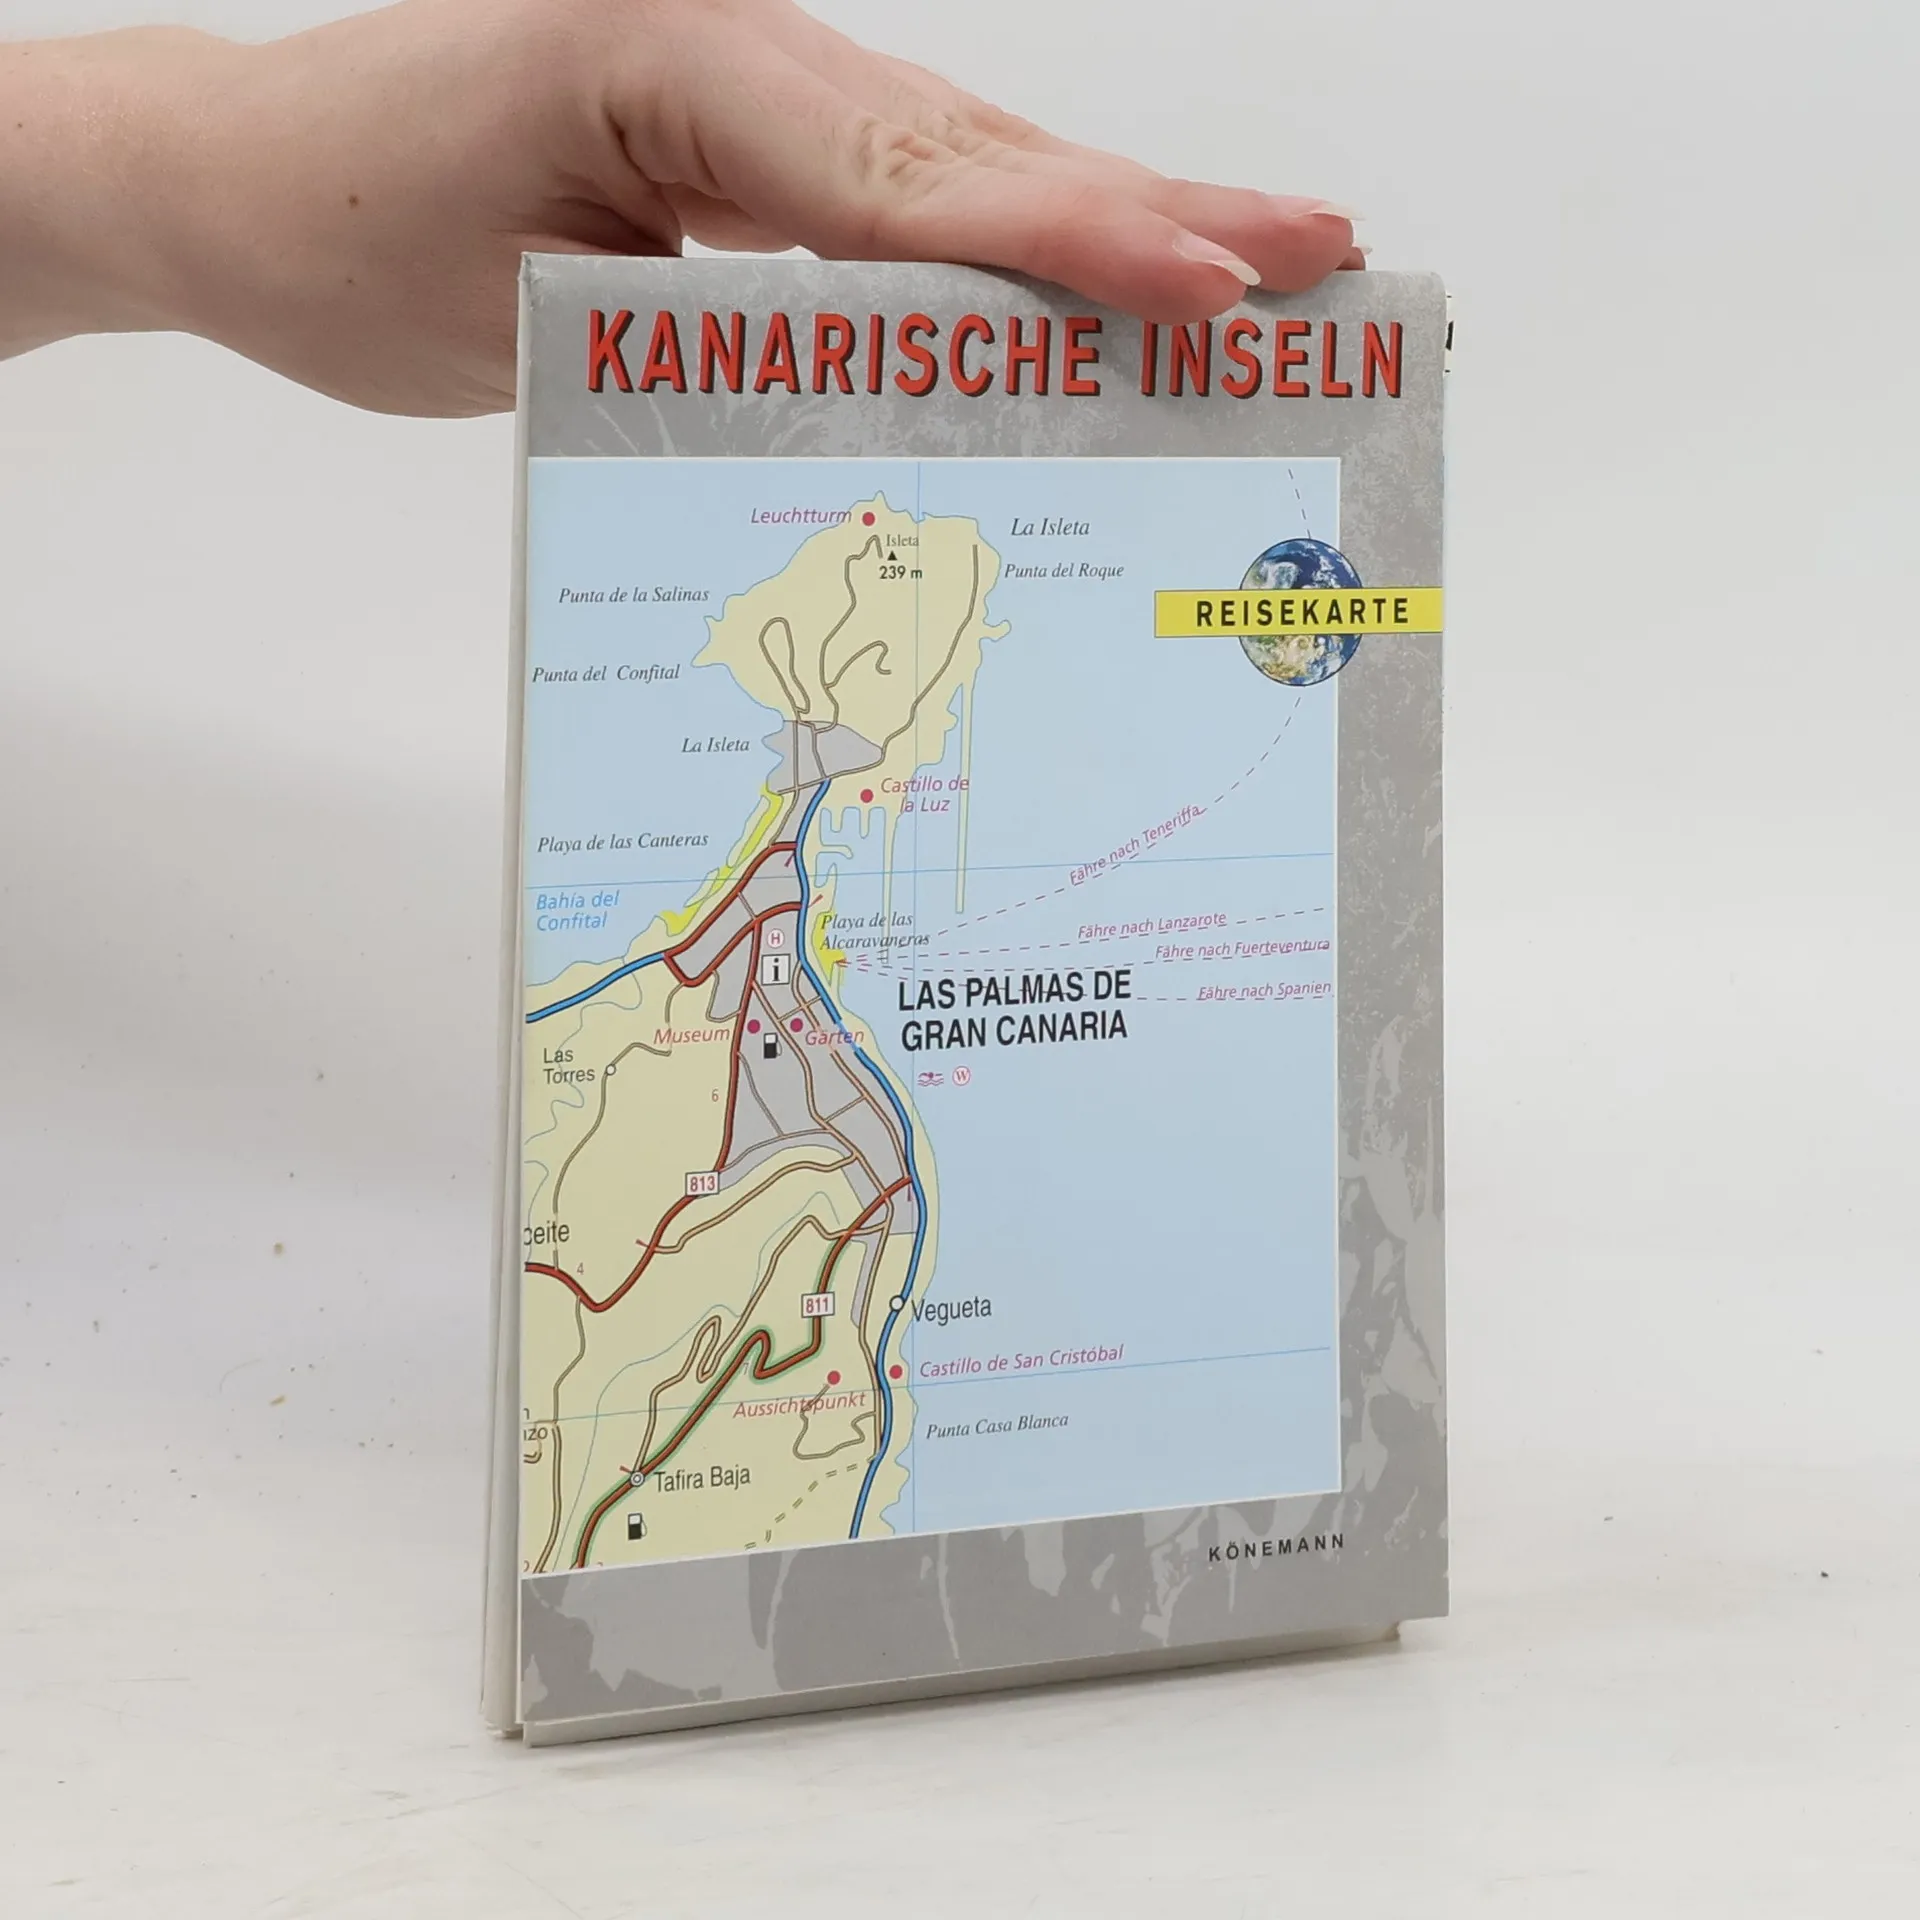 KANARISCHE INSELN
Leuchtturm
Isleta
239 m
La Isleta
Punta del Roque
Punta de la Salinas
REISEKARTE
Punta del Confital
La Isleta
Castillo de
la Luz
Playa de las Canteras
Fähre nach Teneriffa
Bahía del
Confital
Playa de las
Alcaravaneras
Fähre nach Lanzarote
Fähre nach Fuerteventura
H
i
LAS PALMAS DE
GRAN CANARIA
Fähre nach Spanien
Museum
Gärten
Las
Torres
W
6
813
ceite
4
811
Vegueta
7
Castillo de San Cristóbal
Aussichtspunkt
Punta Casa Blanca
nzo
Tafira Baja
KÖNEMANN